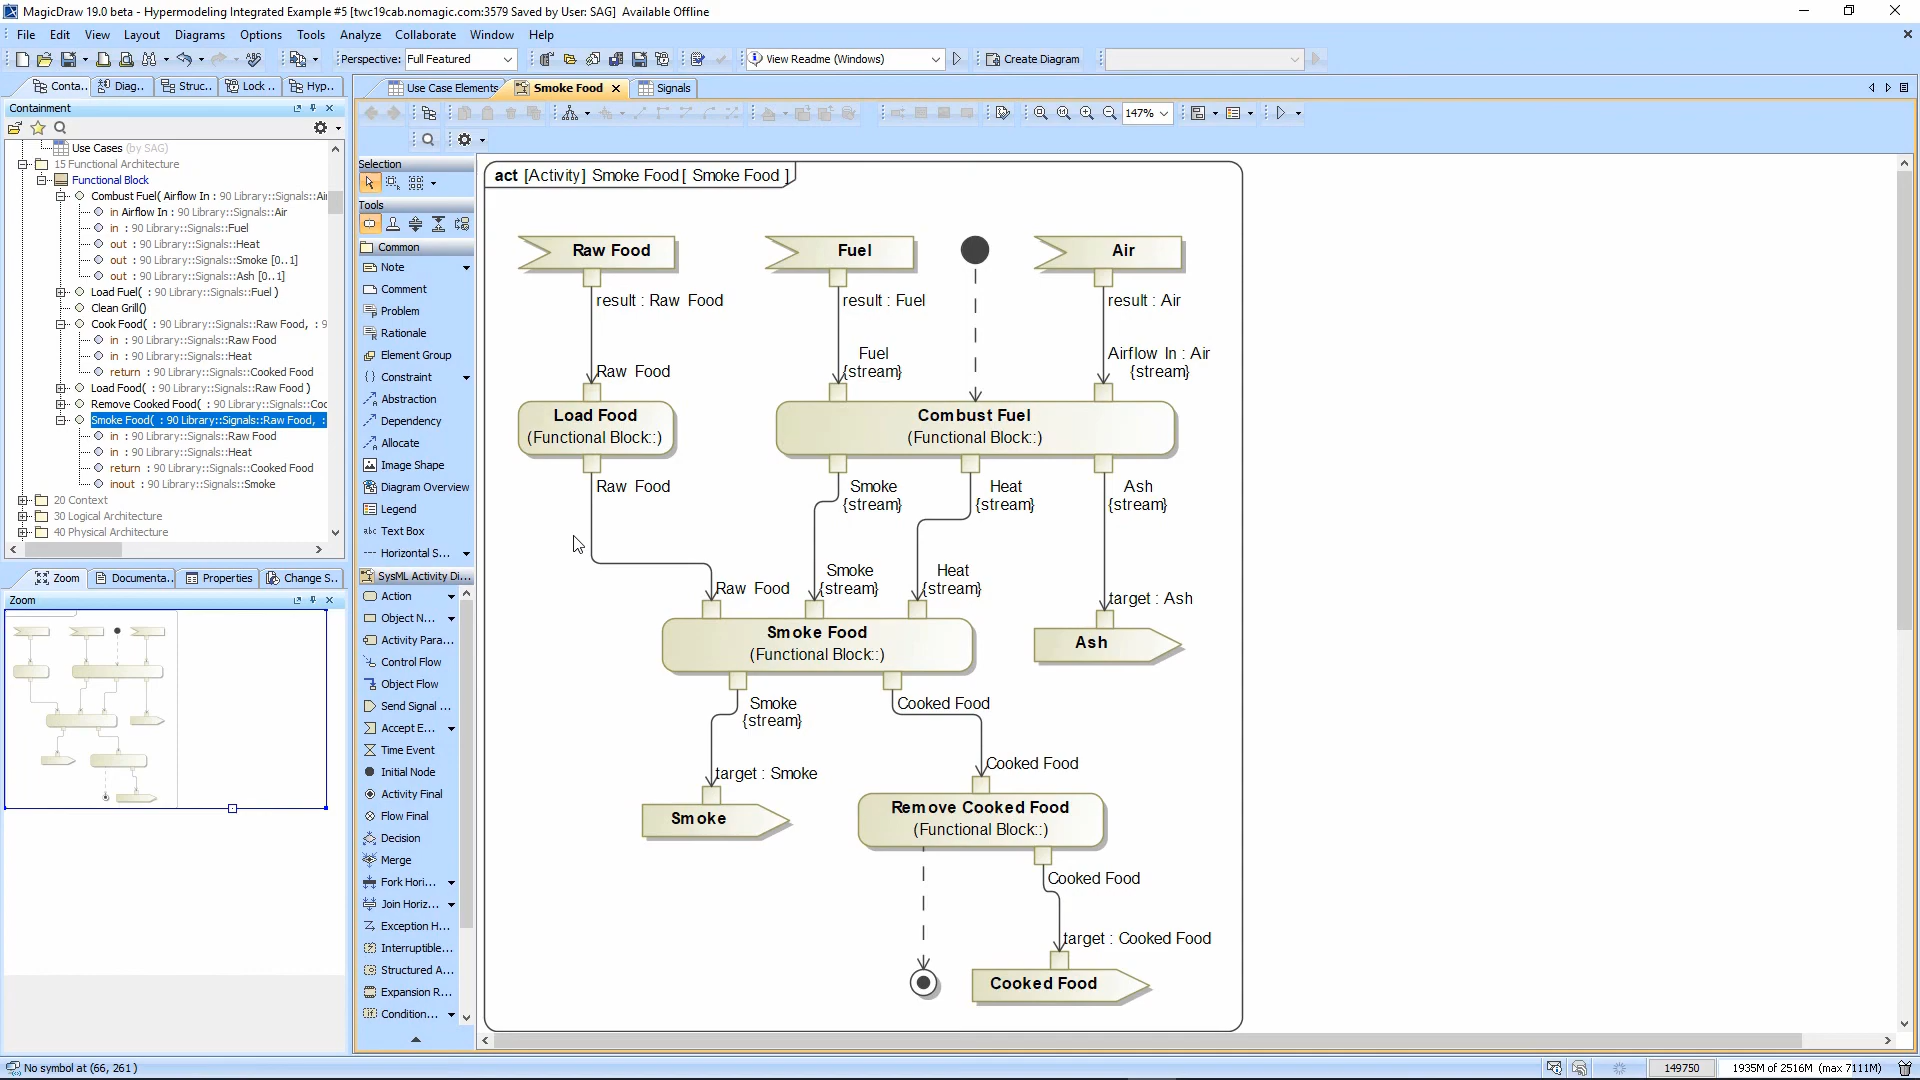 MagicDraw 19.0 beta - Hypermodeling Integrated Example #5 [twc19cab.nomagic.com:3579 Saved by User: SAG] Available Offline
File Edit View Layout Diagrams Options Tools Analyze Collaborate Window Help
Perspective: Full Featured View Readme (Windows) Create Diagram
Conta.. Diag.. Struc... Lock .. Hyp..
Use Case Elements Smoke Food Signals
Containment
147%
Use Cases (by SAG)
15 Functional Architecture
Functional Block
Combust Fuel( Airflow In : 90 Library::Signals::Ai
in Airflow In : 90 Library::Signals::Air
in : 90 Library::Signals::Fuel
out : 90 Library::Signals::Heat
out : 90 Library::Signals::Smoke [0..1]
out : 90 Library::Signals::Ash [0..1]
Load Fuel( : 90 Library::Signals::Fuel )
Clean Grill()
Cook Food( : 90 Library::Signals::Raw Food, : 9
in : 90 Library::Signals::Raw Food
in : 90 Library::Signals::Heat
return : 90 Library::Signals::Cooked Food
Load Food( : 90 Library::Signals::Raw Food )
Remove Cooked Food( : 90 Library::Signals::Coo
Smoke Food( : 90 Library::Signals::Raw Food, :
in : 90 Library::Signals::Raw Food
in : 90 Library::Signals::Heat
return : 90 Library::Signals::Cooked Food
inout : 90 Library::Signals::Smoke
20 Context
30 Logical Architecture
40 Physical Architecture
Zoom Documenta.. Properties Change S..
Zoom
Selection
Tools
Common
Note
Comment
Problem
Rationale
Element Group
{ } Constraint
Abstraction
Dependency
Allocate
Image Shape
Diagram Overview
Legend
abc Text Box
Horizontal S...
SysML Activity Di...
Action
Object N...
Activity Para...
Control Flow
Object Flow
Send Signal ...
Accept E...
Time Event
Initial Node
Activity Final
Flow Final
Decision
Merge
Fork Hori...
Join Horiz...
Exception H...
Interruptible...
Structured A...
Expansion R...
Condition...
act [Activity] Smoke Food [ Smoke Food ]
Raw Food
Fuel
Air
result : Raw Food
result : Fuel
result : Air
Raw Food
Fuel
{stream}
Airflow In : Air
{stream}
Load Food
(Functional Block::)
Combust Fuel
(Functional Block::)
Raw Food
Smoke
{stream}
Heat
{stream}
Ash
{stream}
Raw Food
Smoke
{stream}
Heat
{stream}
target : Ash
Smoke Food
(Functional Block::)
Ash
Smoke
{stream}
Cooked Food
target : Smoke
Cooked Food
Smoke
Remove Cooked Food
(Functional Block::)
Cooked Food
target : Cooked Food
Cooked Food
No symbol at (66, 261 )
149750 1935M of 2516M (max 7111M)